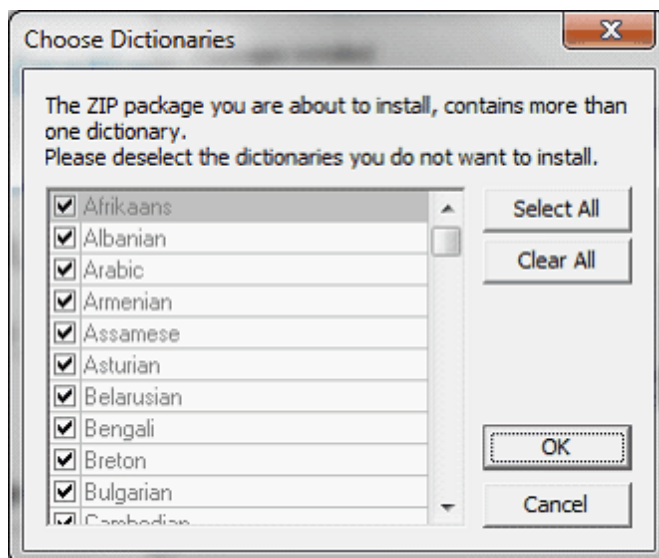 Choose Dictionaries
The ZIP package you are about to install, contains more than
one dictionary.
Please deselect the dictionaries you do not want to install.
Afrikaans
Albanian
Arabic
Armenian
Assamese
Asturian
Belarusian
Bengali
Breton
Bulgarian
Cambodian
Select All
Clear All
OK
Cancel